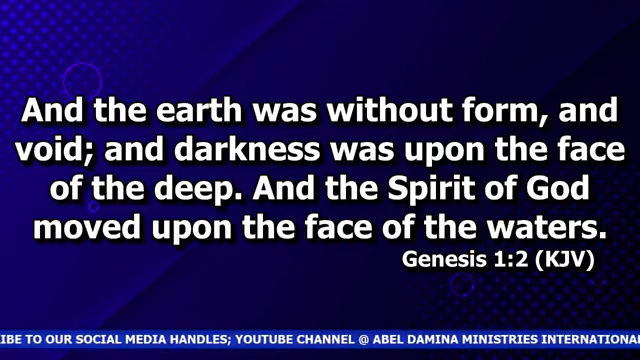 And the earth was without form, and
void; and darkness was upon the face
of the deep. And the Spirit of God
moved upon the face of the waters.
Genesis 1:2 (KJV)
IBE TO OUR SOCIAL MEDIA HANDLES; YOUTUBE CHANNEL @ ABEL DAMINA MINISTRIES INTERNATIONA